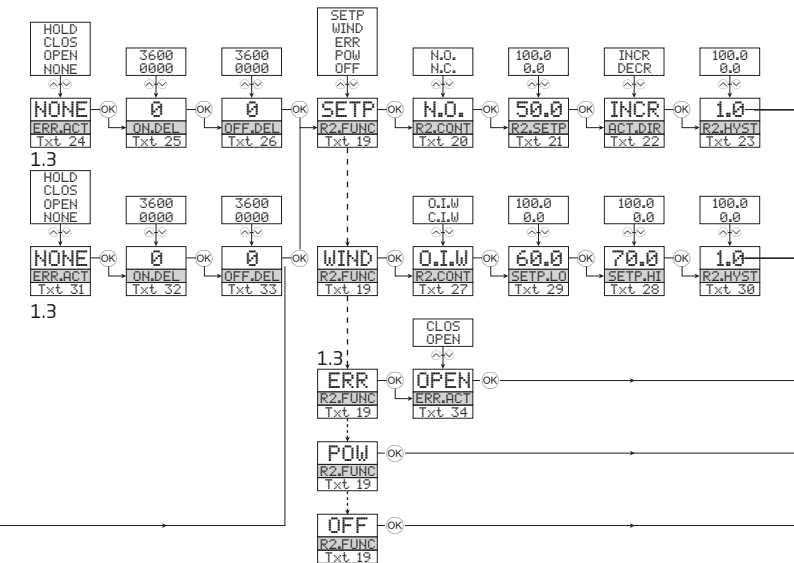 HOLD
CLOS
OPEN
NONE
3600
0000
3600
0000
SETP
WIND
ERR
POW
OFF
N.O.
N.C.
100.0
0.0
INCR
DECR
100.0
0.0
NONE OK 0 OK 0 OK SETP OK N.O. OK 50.0 OK INCR OK 1.0
ERR.ACT ON.DEL OFF.DEL R2.FUNC R2.CONT R2.SETP ACT.DIR R2.HYST
Txt 24 Txt 25 Txt 26 Txt 19 Txt 20 Txt 21 Txt 22 Txt 23
1.3
HOLD
CLOS
OPEN
NONE
3600
0000
3600
0000
O.I.W
C.I.W
100.0
0.0
100.0
0.0
100.0
0.0
NONE OK 0 OK 0 OK WIND OK O.I.W OK 60.0 OK 70.0 OK 1.0
ERR.ACT ON.DEL OFF.DEL R2.FUNC R2.CONT SETP.LO SETP.HI R2.HYST
Txt 31 Txt 32 Txt 33 Txt 19 Txt 27 Txt 29 Txt 28 Txt 30
1.3
CLOS
OPEN
1.3
ERR OK OPEN OK
R2.FUNC ERR.ACT
Txt 19 Txt 34
POW OK
R2.FUNC
Txt 19
OFF OK
R2.FUNC
Txt 19